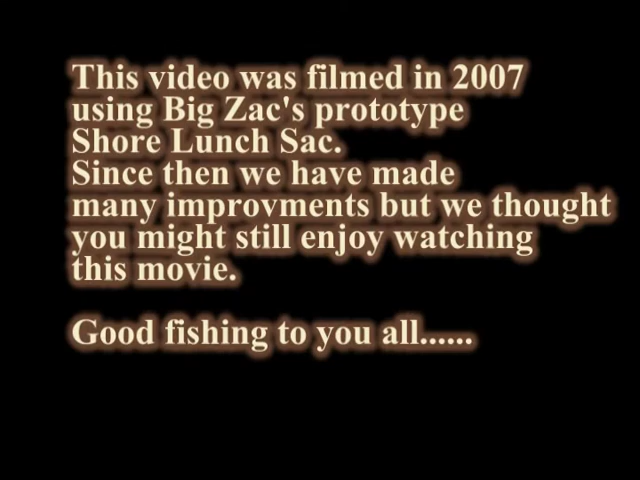 This video was filmed in 2007
using Big Zac's prototype
Shore Lunch Sac.
Since then we have made
many improvments but we thought
you might still enjoy watching
this movie.
Good fishing to you all......